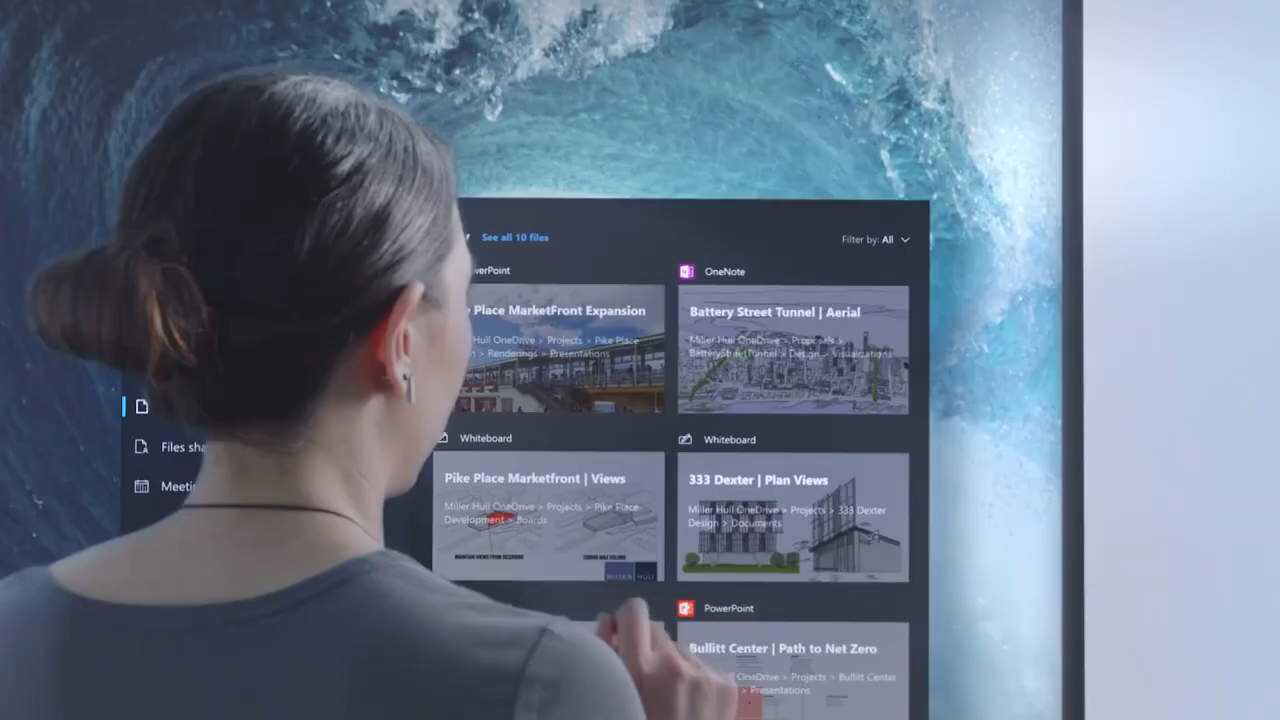 See all 10 files
Filter by: All
werPoint
OneNote
Place MarketFront Expansion
Hull OneDrive > Projects > Pike Place
> Renderings > Presentations
Battery Street Tunnel | Aerial
Miller Hull OneDrive > Proposals >
BatteryStreetTunnel > Design > Visualizations
Files sha
Meetin
Whiteboard
Whiteboard
Pike Place Marketfront | Views
Miller Hull OneDrive > Projects > Pike Place
Development > Boards
MILLER HULL
333 Dexter | Plan Views
Miller Hull OneDrive > Projects > 333 Dexter
Design > Documents
PowerPoint
Bullitt Center | Path to Net Zero
OneDrive > Projects > Bullitt Center
> Presentations